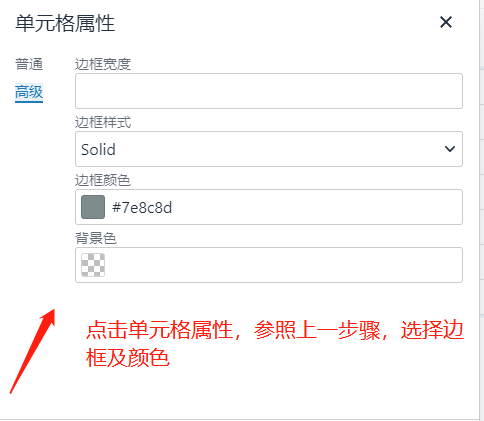 单元格属性
普通
边框宽度
高级
边框样式
Solid
边框颜色
#7e8c8d
背景色
点击单元格属性，参照上一步骤，选择边
框及颜色